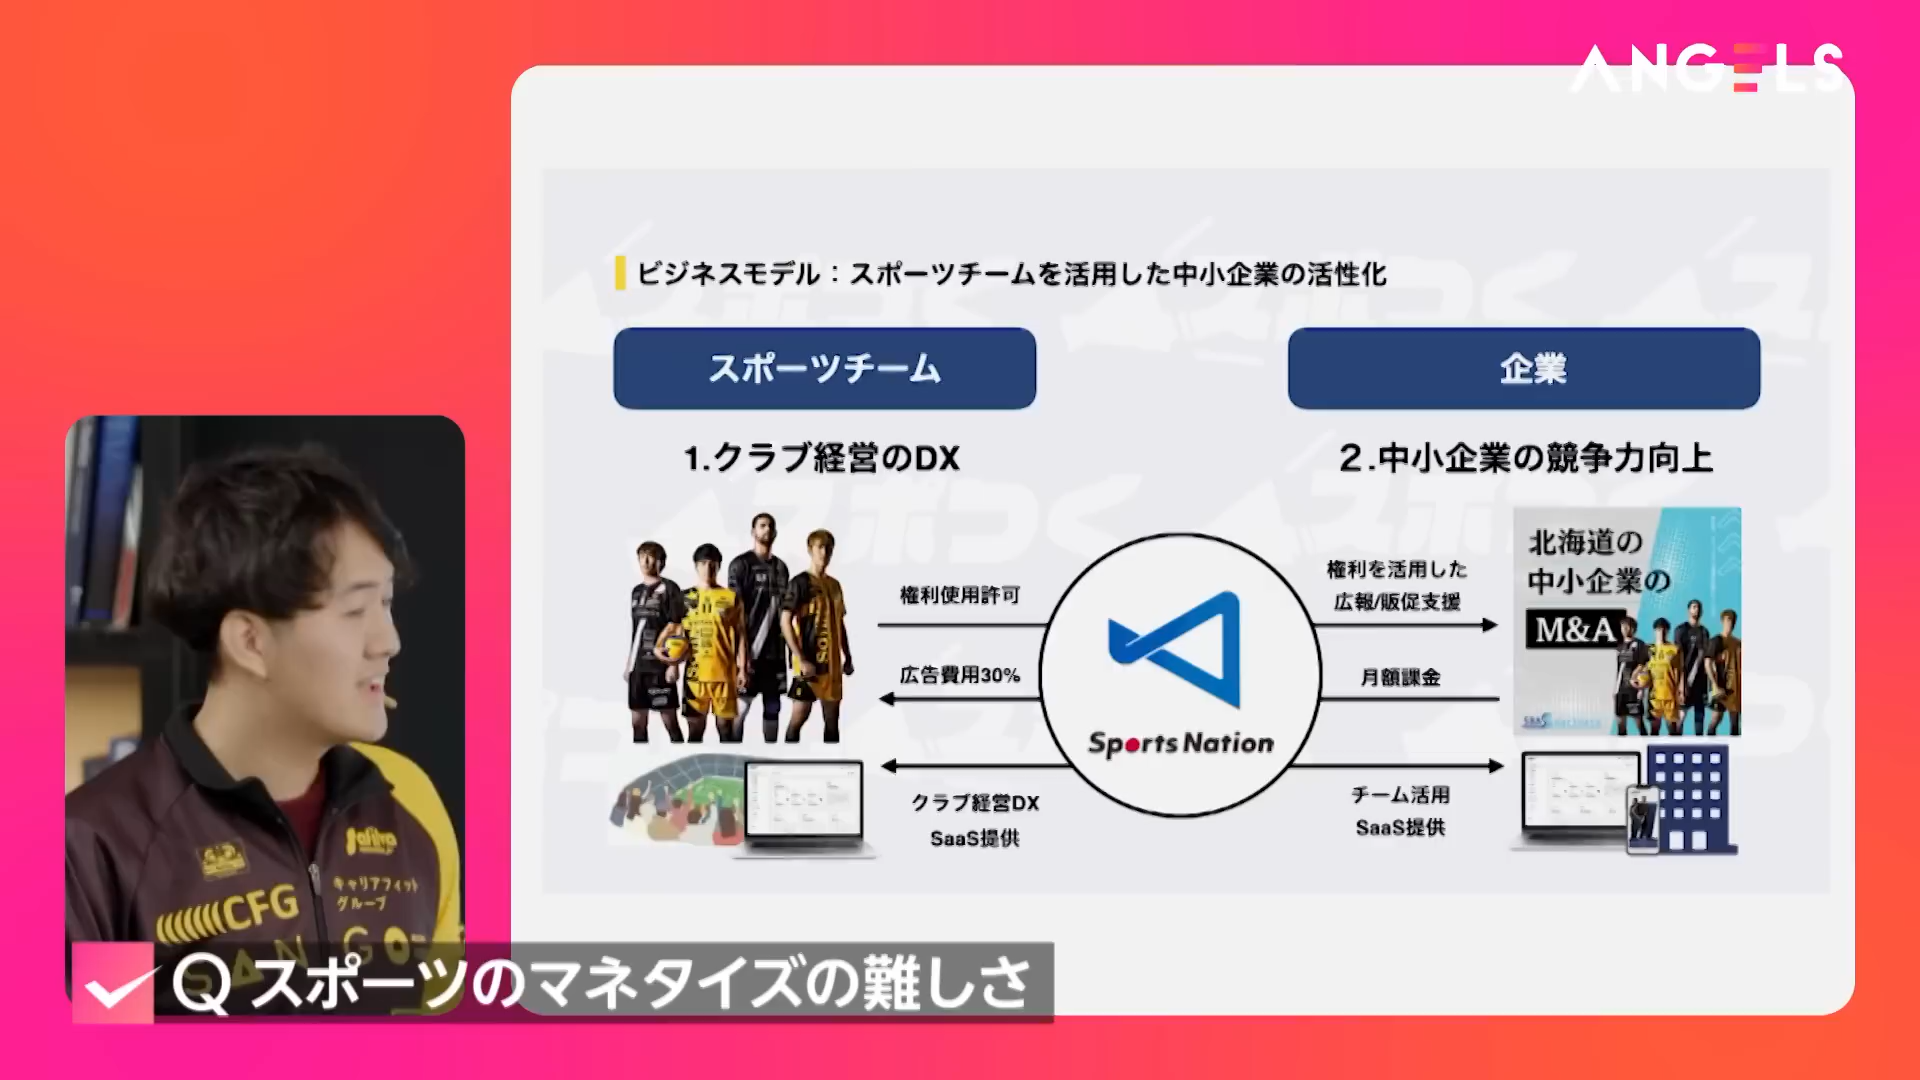 ANGELS
ビジネスモデル：スポーツチームを活用した中小企業の活性化
スポーツチーム
企業
1.クラブ経営のDX
2.中小企業の競争力向上
権利使用許可
広告費用30%
クラブ経営DX
SaaS提供
Sports Nation
権利を活用した
広報/販促支援
月額課金
チーム活用
SaaS提供
北海道の
中小企業の
M&A
CFG
キャリアフィット
グループ
Q スポーツのマネタイズの難しさ